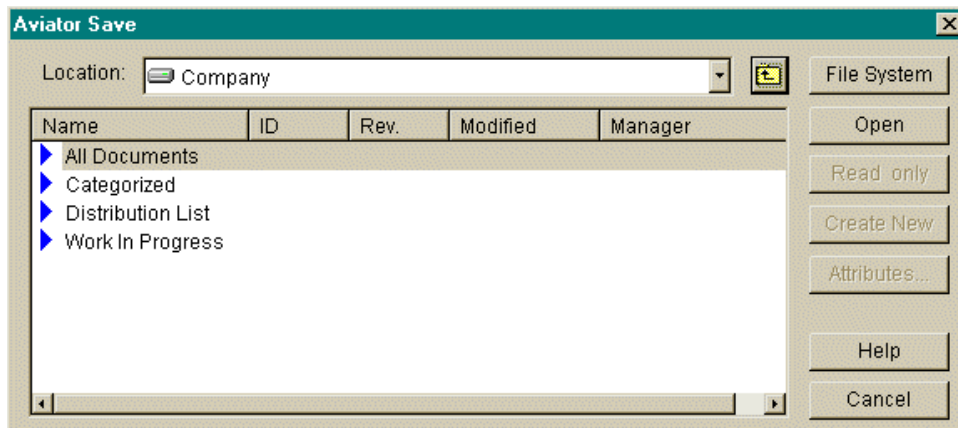 Aviator Save
Location: Company File System
Name ID Rev. Modified Manager Open
All Documents
Categorized Read only
Distribution List
Work In Progress Create New
Attributes...
Help
Cancel